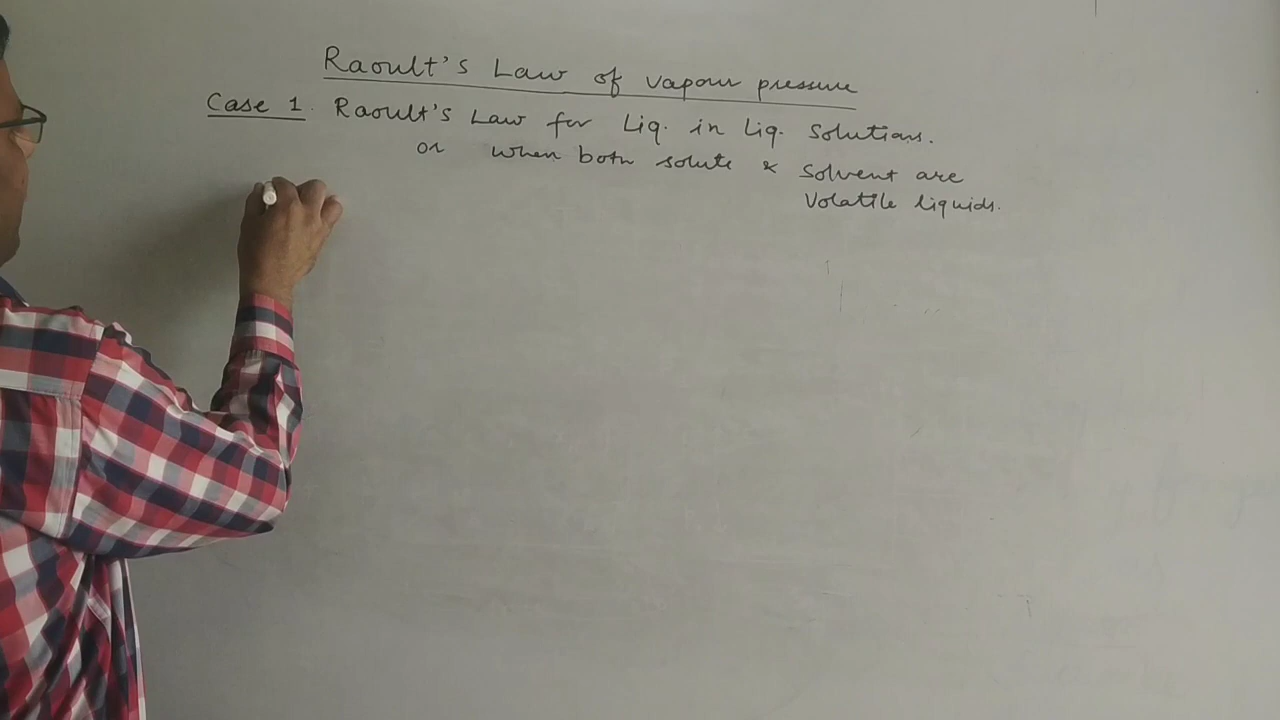 Raoult's Law of vapour pressure
Case 1. Raoult's Law for Liq. in Liq. Solutions.
or when both solute & solvent are
volatile liquids.